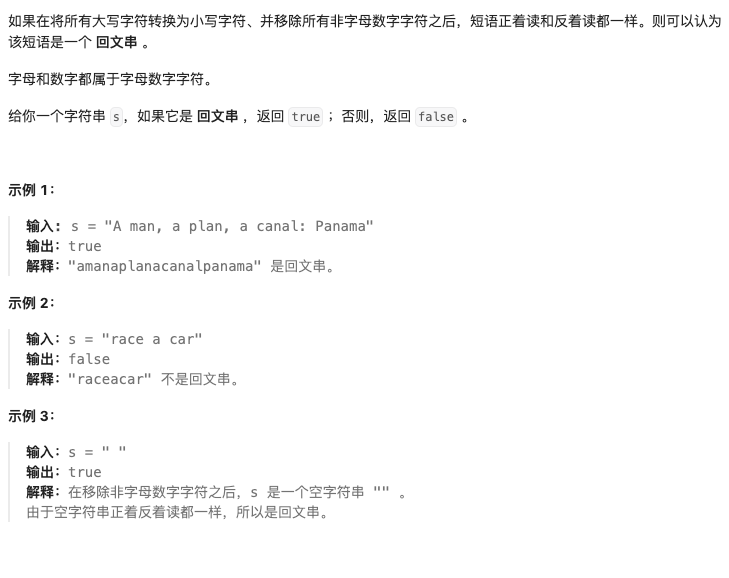 如果在将所有大写字符转换为小写字符、并移除所有非字母数字字符之后，短语正着读和反着读都一样。则可以认为
该短语是一个 回文串 。
字母和数字都属于字母数字字符。
给你一个字符串 s，如果它是 回文串 ，返回 true ；否则，返回 false 。
示例 1：
输入: s = "A man, a plan, a canal: Panama"
输出：true
解释："amanaplanacanalpanama" 是回文串。
示例 2：
输入：s = "race a car"
输出：false
解释："raceacar" 不是回文串。
示例 3：
输入：s = " "
输出：true
解释：在移除非字母数字字符之后，s 是一个空字符串 "" 。
由于空字符串正着反着读都一样，所以是回文串。